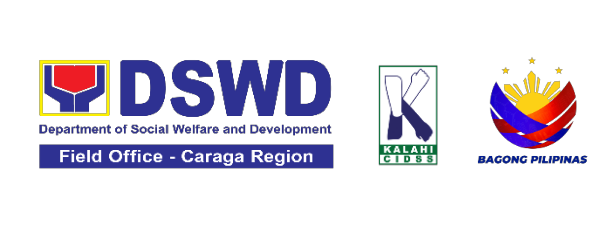 DSWD
Department of Social Welfare and Development
Field Office - Caraga Region
KALAHI
CIDSS
BAGONG PILIPINAS